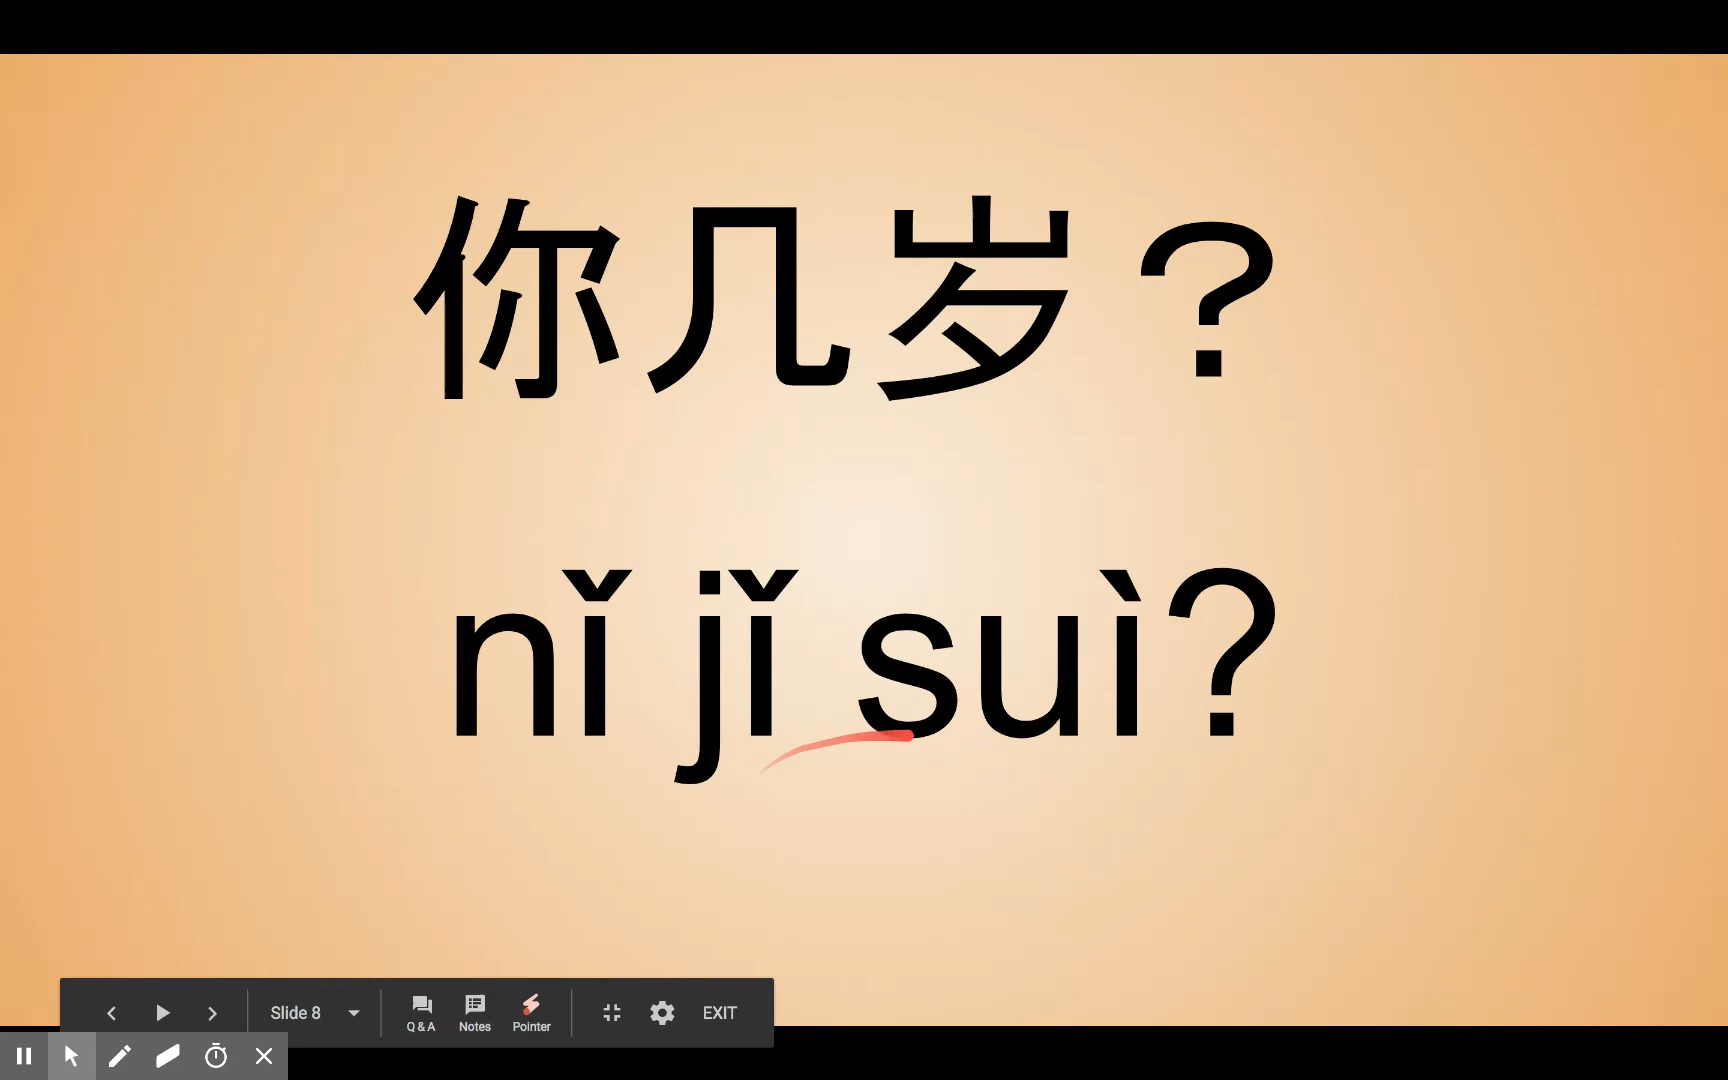 你几岁？
nǐ jǐ suì?
Slide 8
Q & A
Notes
Pointer
EXIT